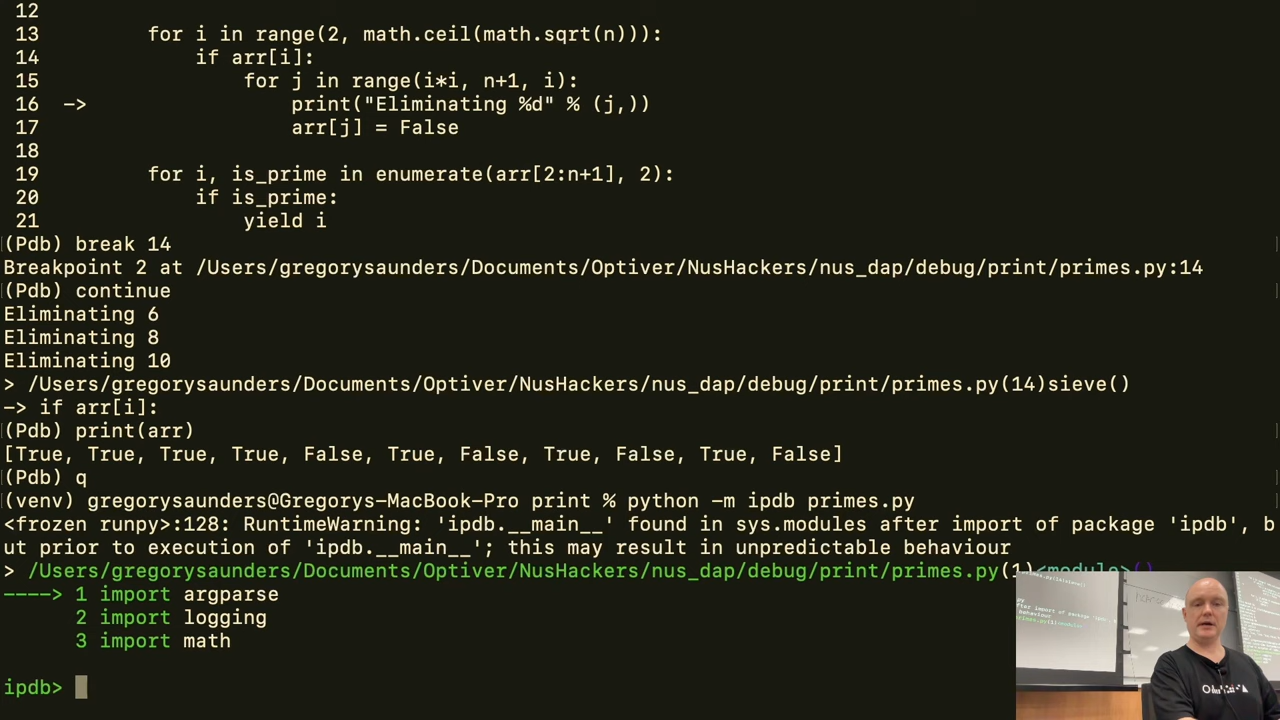 12
13          for i in range(2, math.ceil(math.sqrt(n))):
14              if arr[i]:
15                  for j in range(i*i, n+1, i):
16  ->                  print("Eliminating %d" % (j,))
17                      arr[j] = False
18
19          for i, is_prime in enumerate(arr[2:n+1], 2):
20              if is_prime:
21                  yield i
(Pdb) break 14
Breakpoint 2 at /Users/gregorysaunders/Documents/Optiver/NusHackers/nus_dap/debug/print/primes.py:14
(Pdb) continue
Eliminating 6
Eliminating 8
Eliminating 10
> /Users/gregorysaunders/Documents/Optiver/NusHackers/nus_dap/debug/print/primes.py(14)sieve()
-> if arr[i]:
(Pdb) print(arr)
[True, True, True, True, False, True, False, True, False, True, False]
(Pdb) q
(venv) gregorysaunders@Gregorys-MacBook-Pro print % python -m ipdb primes.py
<frozen runpy>:128: RuntimeWarning: 'ipdb.__main__' found in sys.modules after import of package 'ipdb', b
ut prior to execution of 'ipdb.__main__'; this may result in unpredictable behaviour
> /Users/gregorysaunders/Documents/Optiver/NusHackers/nus_dap/debug/print/primes.py(1)<module>()
----> 1 import argparse
      2 import logging
      3 import math
ipdb>